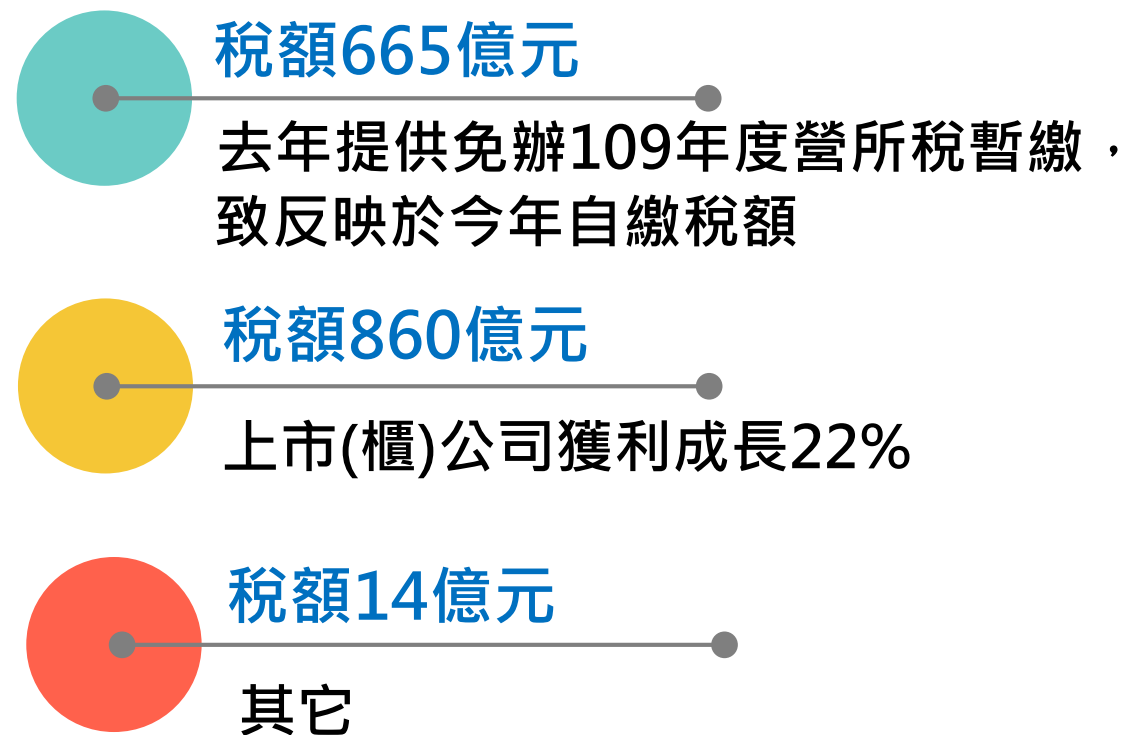 稅額665億元
去年提供免辦109年度營所稅暫繳，
致反映於今年自繳稅額
稅額860億元
上市(櫃)公司獲利成長22%
稅額14億元
其它